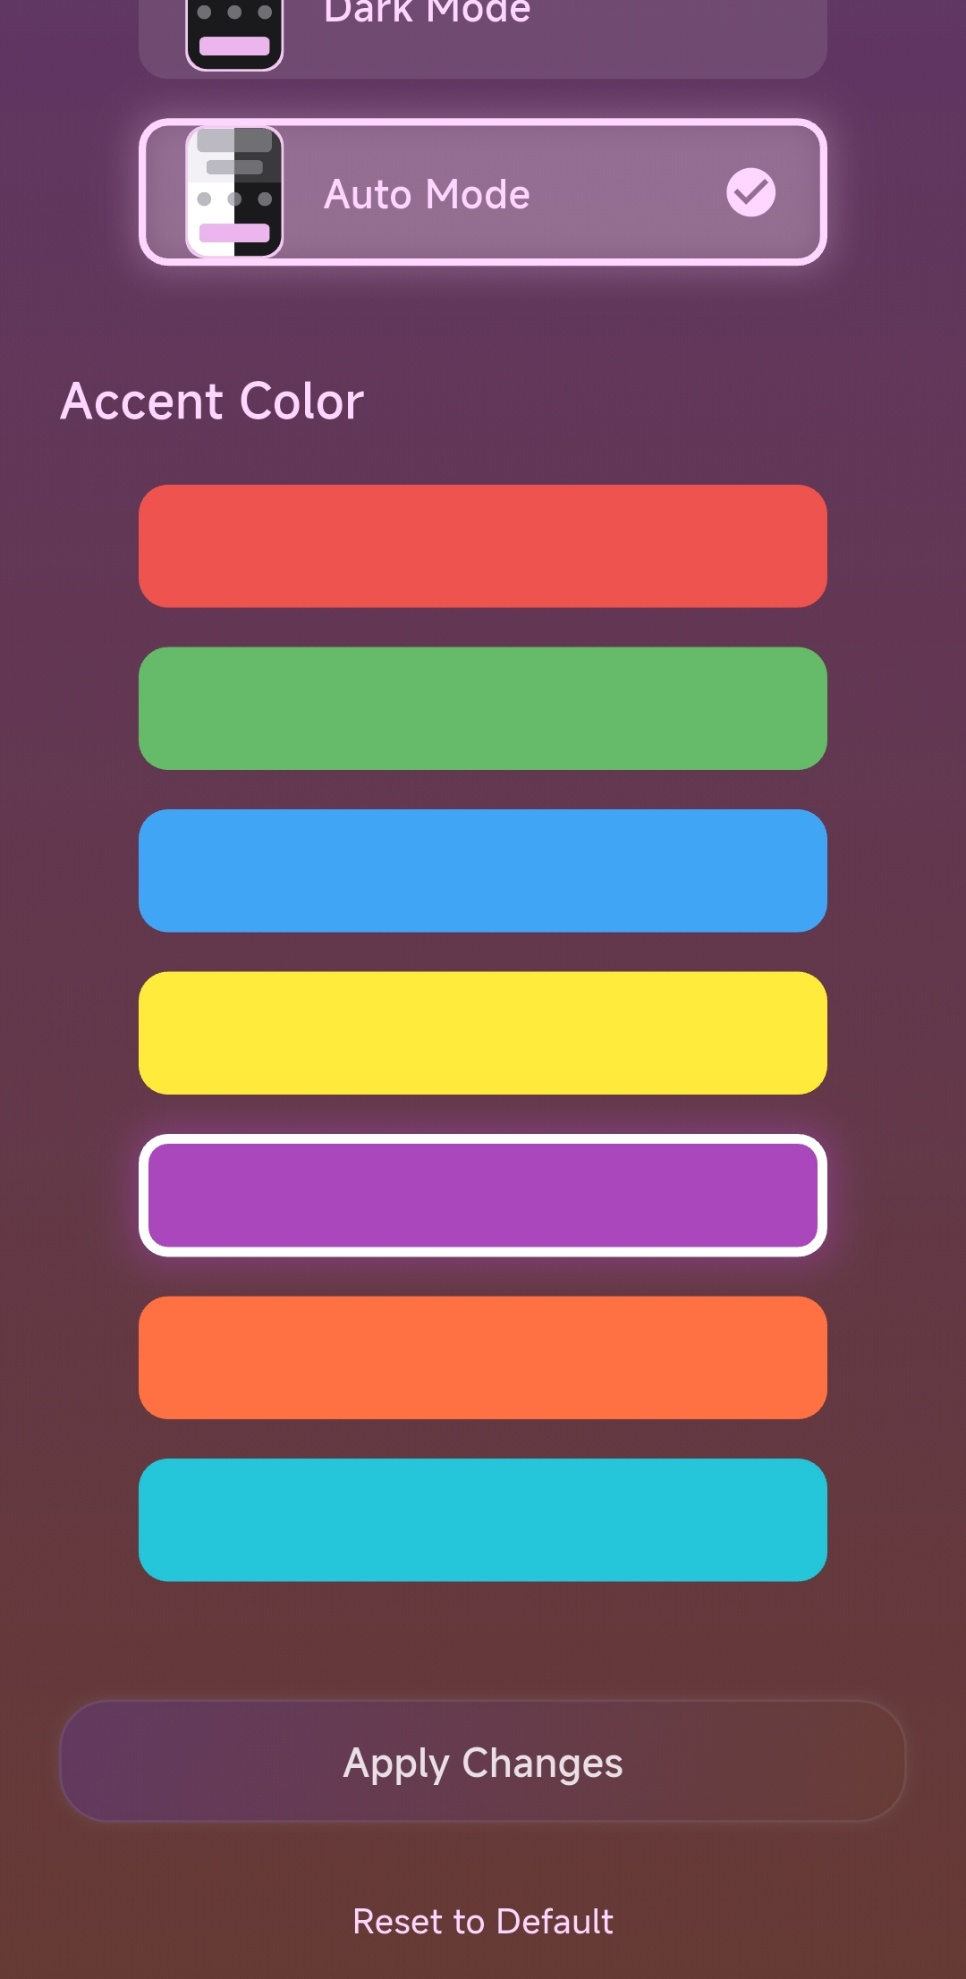 Dark Mode
Auto Mode
Accent Color
Apply Changes
Reset to Default